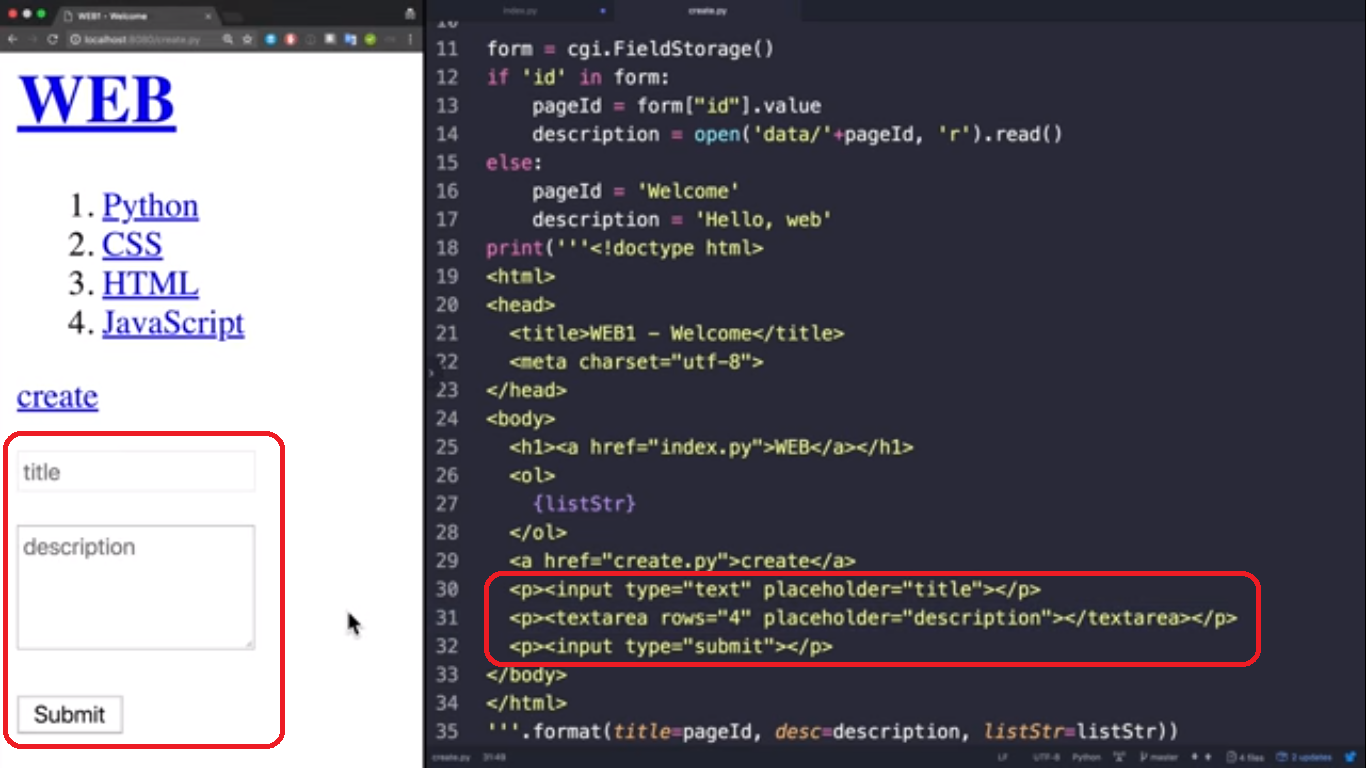 WEB1 - Welcome
localhost:8080/create.py
WEB
1. Python
2. CSS
3. HTML
4. JavaScript
create
title
description
Submit
index.py
create.py
10
11 form = cgi.FieldStorage()
12 if 'id' in form:
13 pageId = form["id"].value
14 description = open('data/'+pageId, 'r').read()
15 else:
16 pageId = 'Welcome'
17 description = 'Hello, web'
18 print('''<!doctype html>
19 <html>
20 <head>
21 <title>WEB1 - Welcome</title>
22 <meta charset="utf-8">
23 </head>
24 <body>
25 <h1><a href="index.py">WEB</a></h1>
26 <ol>
27 {listStr}
28 </ol>
29 <a href="create.py">create</a>
30 <p><input type="text" placeholder="title"></p>
31 <p><textarea rows="4" placeholder="description"></textarea></p>
32 <p><input type="submit"></p>
33 </body>
34 </html>
35 '''.format(title=pageId, desc=description, listStr=listStr))
create.py 31:48 LF UTF-8 Python master 4 files 2 updates